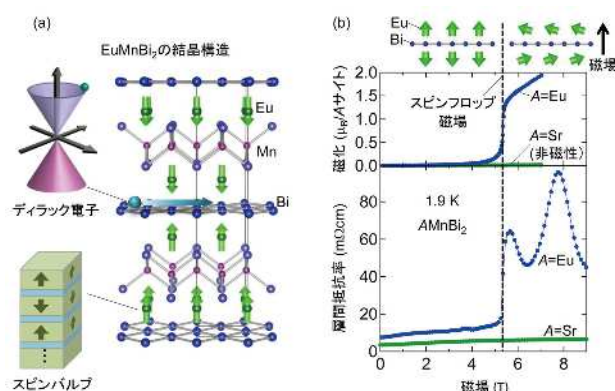 (a)
EuMnBi₂の結晶構造
Eu
Mn
Bi
ディラック電子
スピンバルブ
(b)
Eu
Bi
磁場
2.0
1.5
1.0
0.5
0.0
磁化 (μB/Aサイト)
スピンフロップ
磁場
A=Eu
A=Sr
(非磁性)
80
60
40
20
0
層間抵抗率 (mΩcm)
1.9 K
AMnBi₂
A=Eu
A=Sr
0
2
4
6
8
磁場 (T)